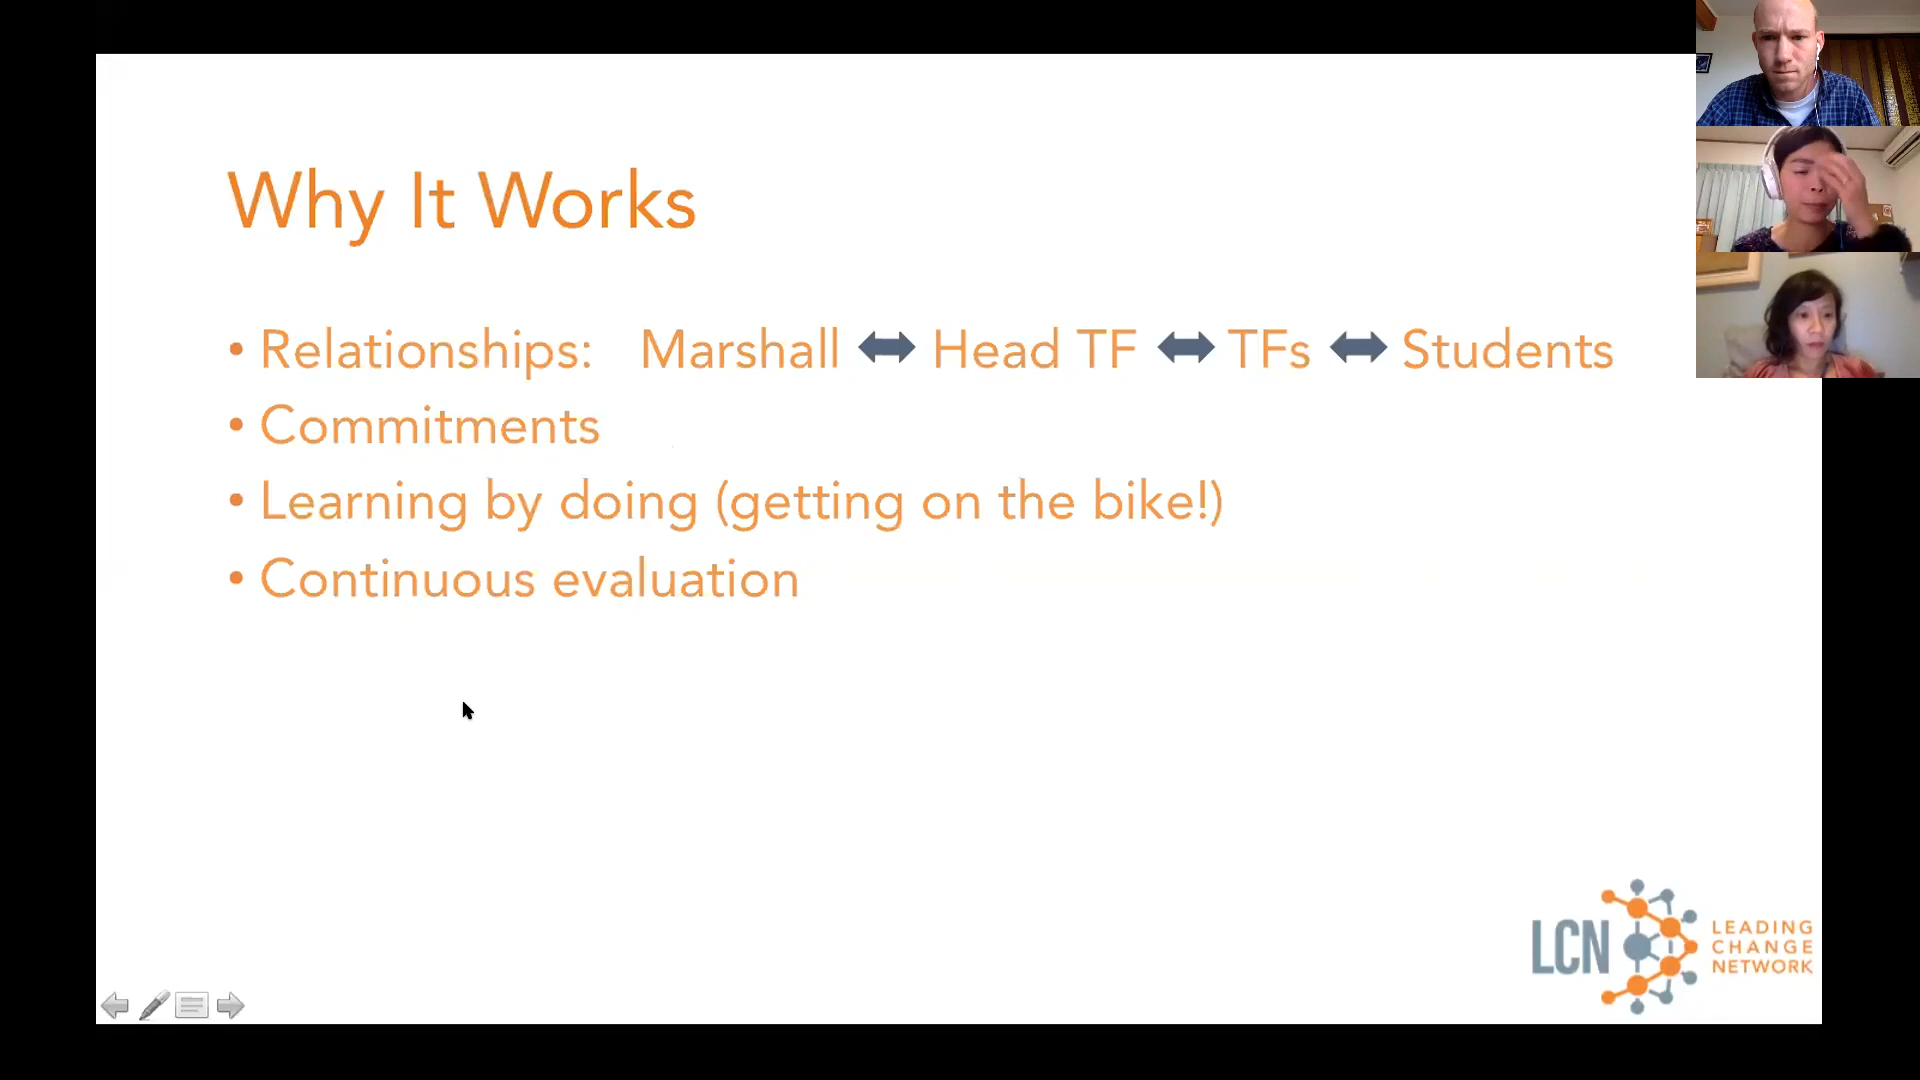 Why It Works
• Relationships: Marshall ⬌ Head TF ⬌ TFs ⬌ Students
• Commitments
• Learning by doing (getting on the bike!)
• Continuous evaluation
LCN
LEADING
CHANGE
NETWORK